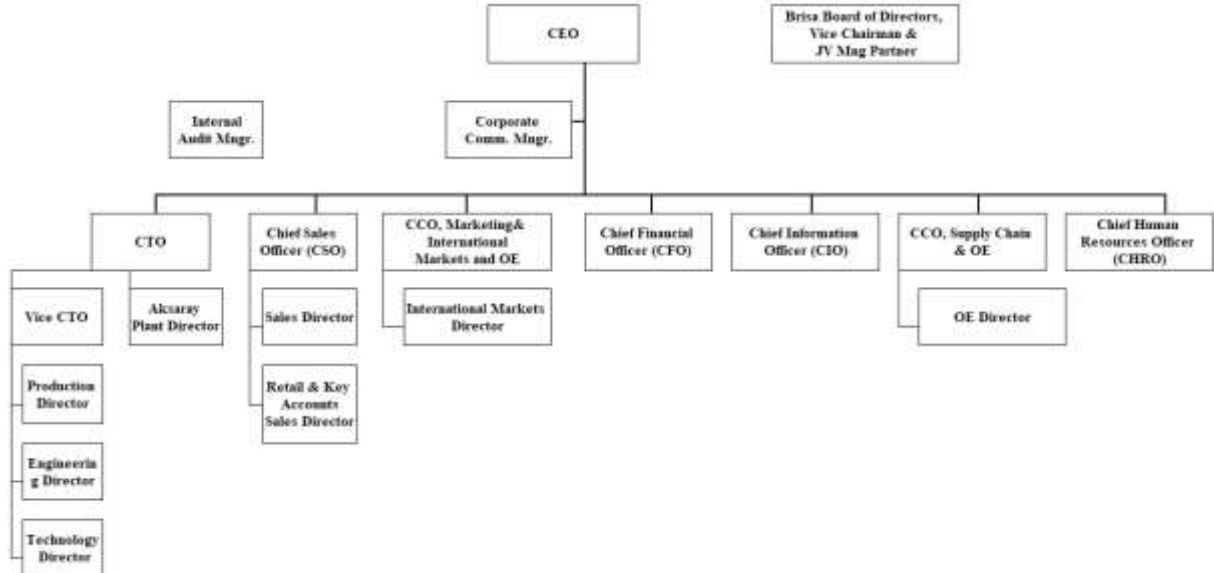 CEO
Brisa Board of Directors,
Vice Chairman &
JV Mng Partner
Internal
Audit Mngr.
Corporate
Comm. Mngr.
CTO
Chief Sales
Officer (CSO)
CCO, Marketing&
International
Markets and OE
Chief Financial
Officer (CFO)
Chief Information
Officer (CIO)
CCO, Supply Chain
& OE
Chief Human
Resources Officer
(CHRO)
Vice CTO
Aksaray
Plant Director
Sales Director
International Markets
Director
OE Director
Production
Director
Retail & Key
Accounts
Sales Director
Engineerin
g Director
Technology
Director